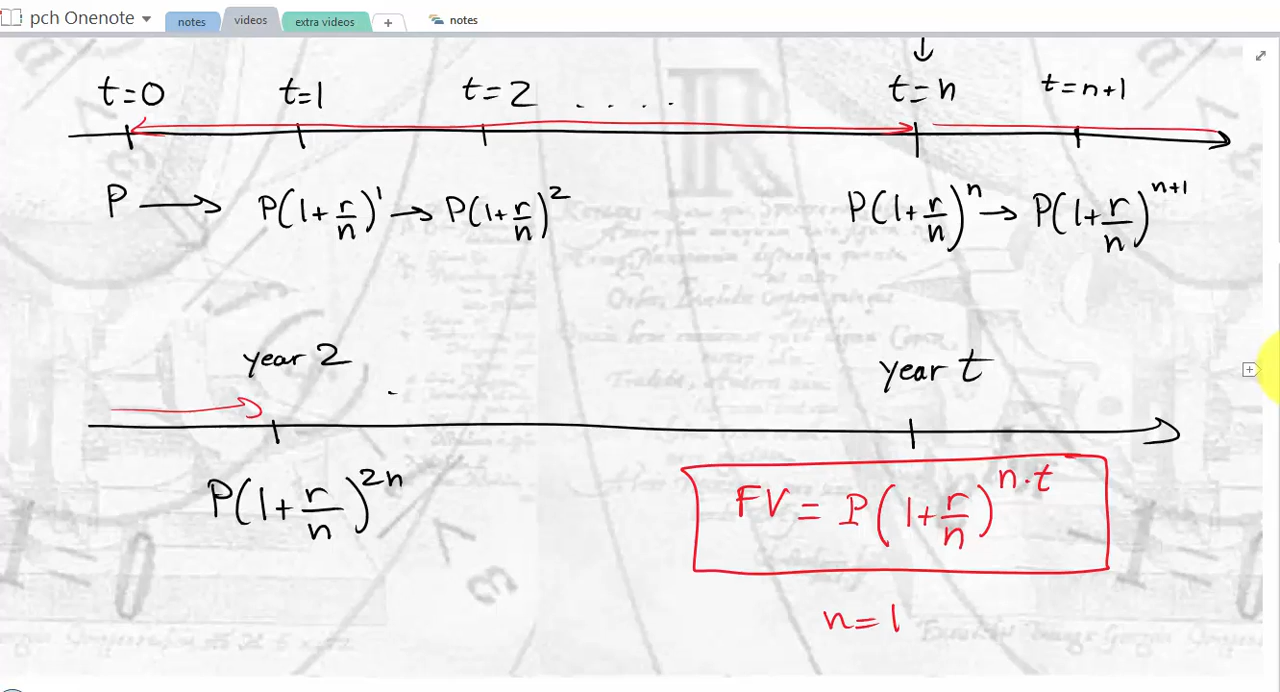 pch Onenote
notes videos extra videos + notes
↓
t=0 t=1 t=2 ..... t=n t=n+1
P → P(1+r/n)^1 → P(1+r/n)^2 P(1+r/n)^n → P(1+r/n)^{n+1}
year 2 year t
P(1+r/n)^{2n}
FV = P(1+r/n)^{n·t}
n=1